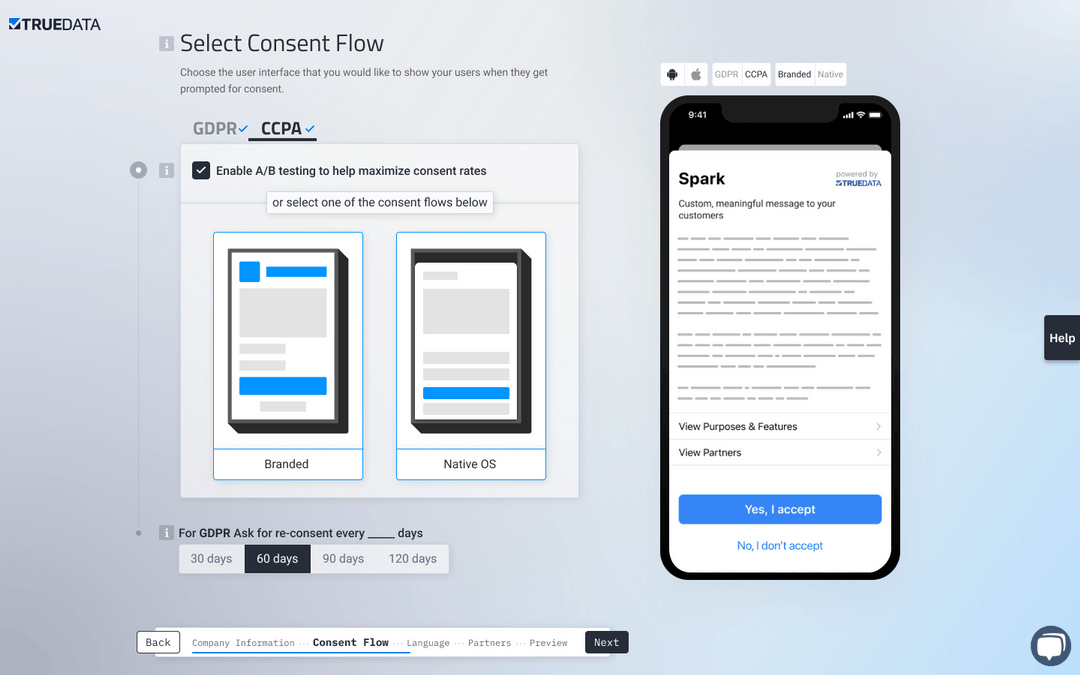 TRUEDATA
Select Consent Flow
Choose the user interface that you would like to show your users when they get
prompted for consent.
GDPR CCPA
Enable A/B testing to help maximize consent rates
or select one of the consent flows below
Branded
Native OS
For GDPR Ask for re-consent every _____ days
30 days 60 days 90 days 120 days
Back Company Information ··· Consent Flow ··· Language ··· Partners ··· Preview Next
GDPR CCPA Branded Native
9:41
Spark
powered by
TRUEDATA
Custom, meaningful message to your
customers
View Purposes & Features
View Partners
Yes, I accept
No, I don't accept
Help